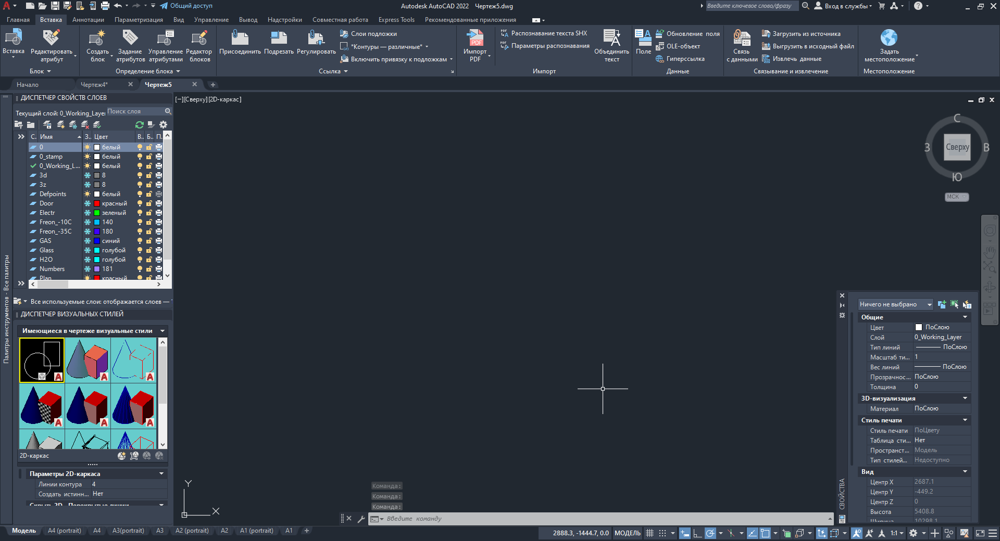 Общий доступ
Autodesk AutoCAD 2022 Чертеж5.dwg
Введите ключевое слово/фразу
Вход в службы
Главная Вставка Аннотации Параметризация Вид Управление Вывод Надстройки Совместная работа Express Tools Рекомендованные приложения
Вставка
Редактировать атрибут
Блок
Создать блок
Задание атрибутов
Управление атрибутами
Редактор блоков
Определение блока
Присоединить
Подрезать
Регулировать
Слои подложки
*Контуры — различные*
Включить привязку к подложкам
Ссылка
Импорт PDF
Распознавание текста SHX
Параметры распознавания
Объединить текст
Импорт
Поле
Обновление поля
OLE-объект
Гиперссылка
Данные
Связь с данными
Загрузить из источника
Выгрузить в исходный файл
Извлечь данные
Связывание и извлечение
Задать местоположение
Местоположение
Начало Чертеж4* Чертеж5
ДИСПЕТЧЕР СВОЙСТВ СЛОЕВ
Текущий слой: 0_Working_Layer
Поиск слоя
С. Имя З.. Цвет В.. Б.. П.
0 белый
0_stamp белый
0_Working_L... белый
3d 8
3z 8
Defpoints белый
Door красный
Electr зеленый
Freon_-10C 140
Freon_-35C 180
GAS синий
Glass голубой
H2O голубой
Numbers 181
Plan красный
Все используемые слои: отображается слоев —
Палитры инструментов - Все палитры
ДИСПЕТЧЕР ВИЗУАЛЬНЫХ СТИЛЕЙ
Имеющиеся в чертеже визуальные стили
2D-каркас
Параметры 2D-каркаса
Линии контура 4
Создать истинн... Нет
Скрыть 2D - Перекрытые линии
[−][Сверху][2D-каркас]
С
З Сверху В
Ю
МСК
Y
X
Команда:
Команда:
Команда:
Введите команду
СВОЙСТВА
Ничего не выбрано
Общие
Цвет ПоСлою
Слой 0_Working_Layer
Тип линий ПоСлою
Масштаб ти... 1
Вес линий ПоСлою
Прозрачнос... ПоСлою
Толщина 0
3D-визуализация
Материал ПоСлою
Стиль печати
Стиль печати ПоЦвету
Таблица сти... Нет
Пространст... Модель
Тип стилей... Недоступно
Вид
Центр X 2687.1
Центр Y -449.2
Центр Z 0
Высота 5408.8
Ширина 10298.1
Модель A4 (portrait) A4 A3(portrait) A3 A2 (portrait) A2 A1 (portrait) A1
2888.3, -1444.7, 0.0 МОДЕЛЬ
1:1